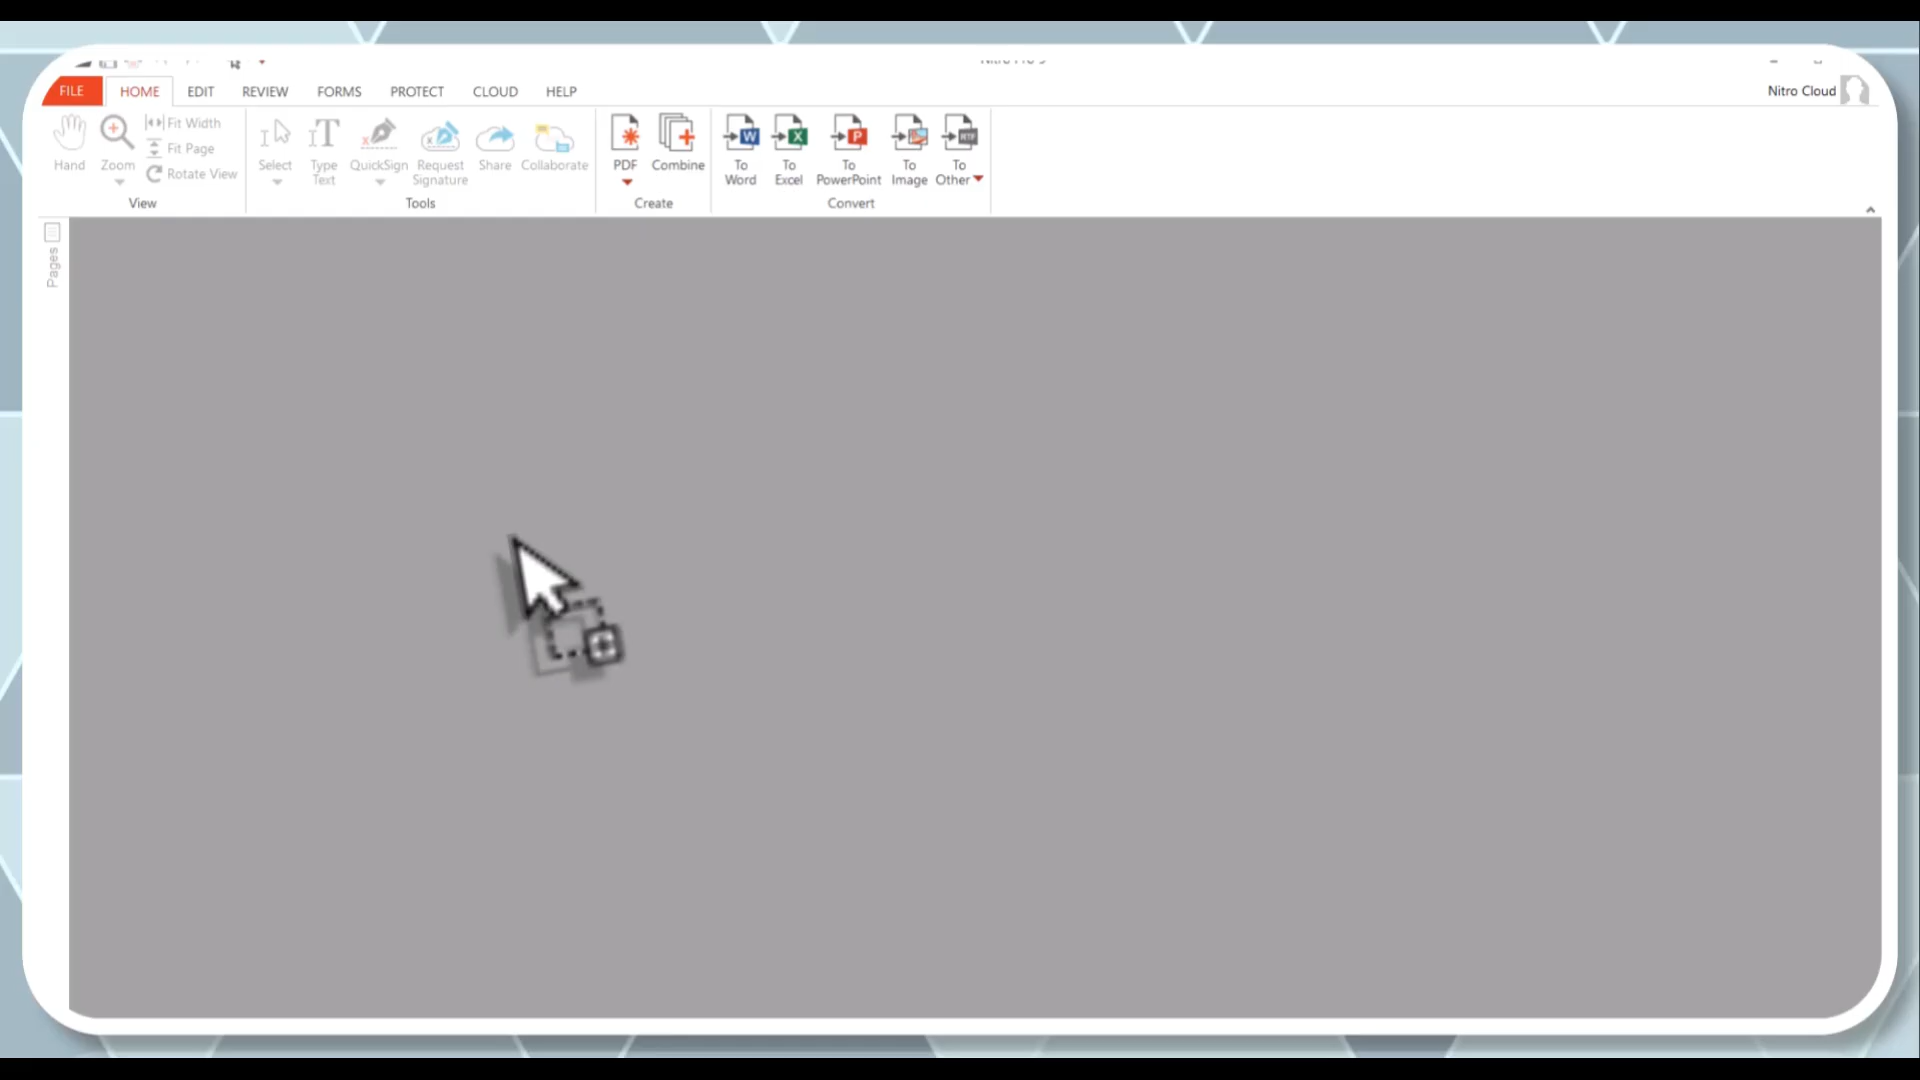 FILE HOME EDIT REVIEW FORMS PROTECT CLOUD HELP Nitro Cloud
Hand
Zoom
Fit Width
Fit Page
Rotate View
View
Select
Type
Text
QuickSign
Request
Signature
Share
Collaborate
Tools
PDF
Combine
Create
To
Word
To
Excel
To
PowerPoint
To
Image
To
Other
Convert
Pages